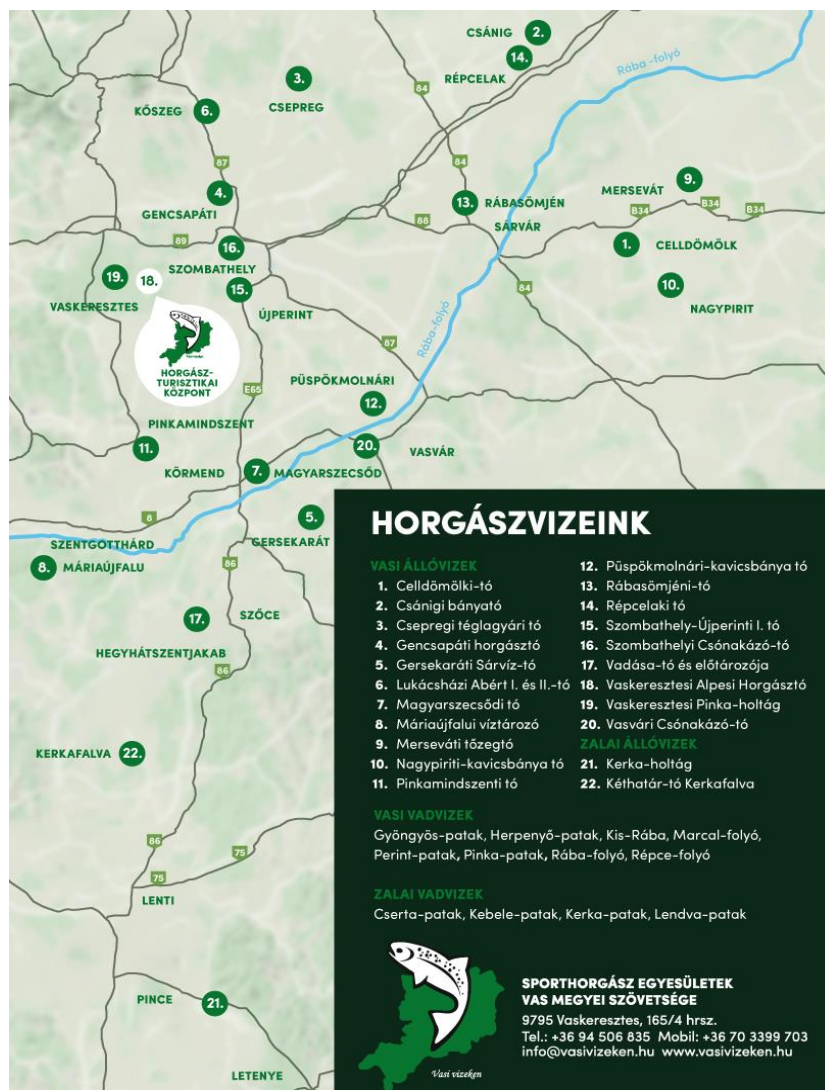 CSÁNIG 2.
14.
RÉPCELAK
Rába-folyó
3.
CSEPREG
84
KŐSZEG 6.
87
84
4.
GENCSAPÁTI
13. RÁBASÖMJÉN
SÁRVÁR
MERSEVÁT 9.
B34
B34
B34
88
89
16.
SZOMBATHELY
1. CELLDÖMÖLK
19. 18.
VASKERESZTES
15.
ÚJPERINT
10.
NAGYPIRIT
84
HORGÁSZ-
TURISZTIKAI
KÖZPONT
87
Rába-folyó
E65
PÜSPÖKMOLNÁRI
12.
PINKAMINDSZENT
11.
20.
VASVÁR
KÖRMEND
7. MAGYARSZECSŐD
8
5.
GERSEKARÁT
SZENTGOTTHÁRD
8. MÁRIAÚJFALU
86
17.
SZŐCE
HEGYHÁTSZENTJAKAB
86
KERKAFALVA 22.
86
75
75
LENTI
PINCE 21.
LETENYE
HORGÁSZVIZEINK
VASI ÁLLÓVIZEK
1. Celldömölki-tó
2. Csánigi bányató
3. Csepregi téglagyári tó
4. Gencsapáti horgásztó
5. Gersekaráti Sárvíz-tó
6. Lukácsházi Abért I. és II.-tó
7. Magyarszecsődi tó
8. Máriaújfalui víztározó
9. Merseváti tőzegtó
10. Nagypiriti-kavicsbánya tó
11. Pinkamindszenti tó
12. Püspökmolnári-kavicsbánya tó
13. Rábasömjéni-tó
14. Répcelaki tó
15. Szombathely-Újperinti I. tó
16. Szombathelyi Csónakázó-tó
17. Vadása-tó és előtározója
18. Vaskeresztesi Alpesi Horgásztó
19. Vaskeresztesi Pinka-holtág
20. Vasvári Csónakázó-tó
ZALAI ÁLLÓVIZEK
21. Kerka-holtág
22. Kéthatár-tó Kerkafalva
VASI VADVIZEK
Gyöngyös-patak, Herpenyő-patak, Kis-Rába, Marcal-folyó,
Perint-patak, Pinka-patak, Rába-folyó, Répce-folyó
ZALAI VADVIZEK
Cserta-patak, Kebele-patak, Kerka-patak, Lendva-patak
Vasi vizeken
SPORTHORGÁSZ EGYESÜLETEK
VAS MEGYEI SZÖVETSÉGE
9795 Vaskeresztes, 165/4 hrsz.
Tel.: +36 94 506 835 Mobil: +36 70 3399 703
info@vasivizeken.hu www.vasivizeken.hu